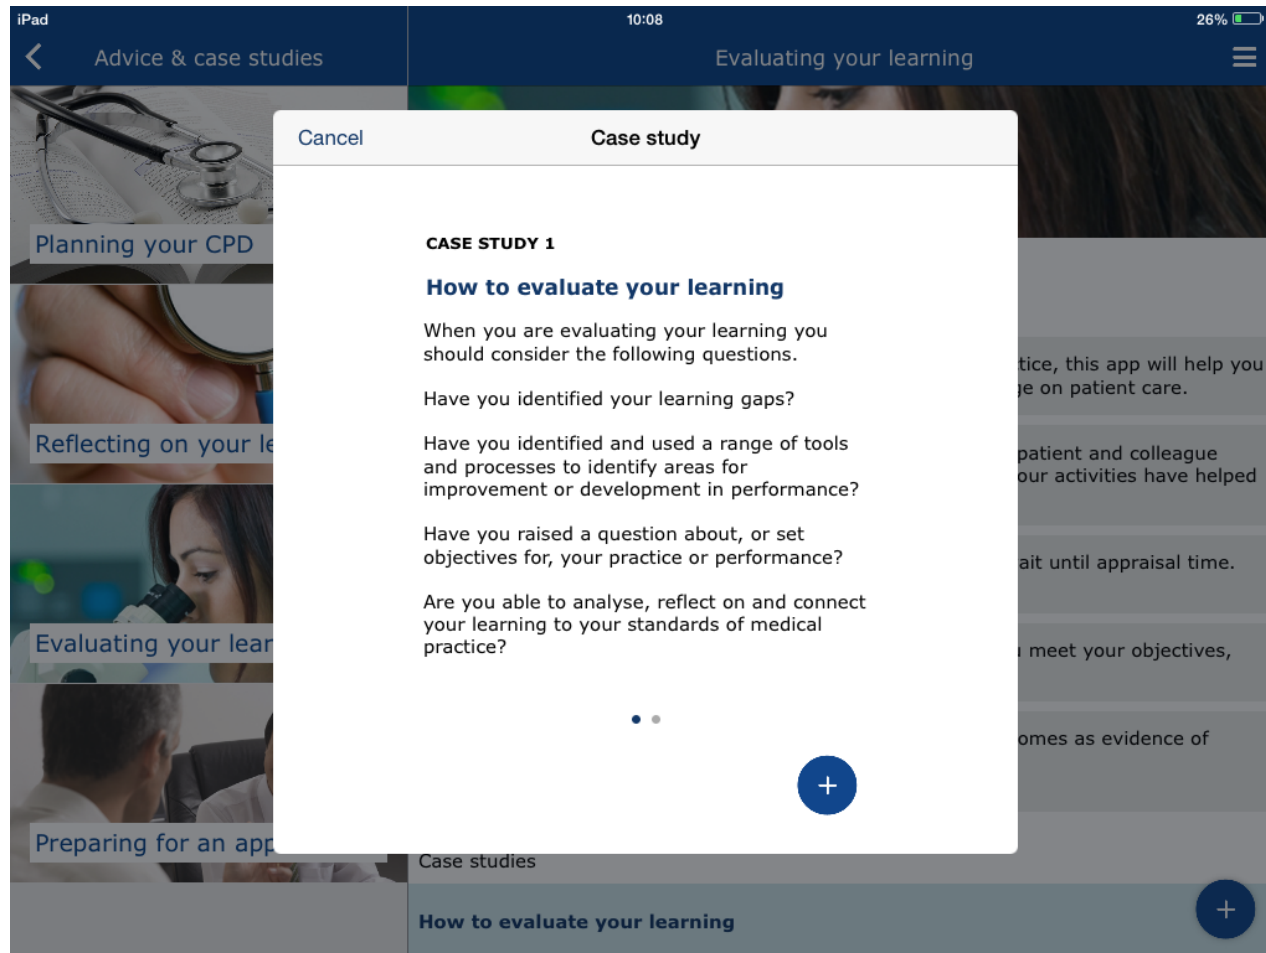 iPad
10:08
26%
Advice & case studies
Evaluating your learning
Planning your CPD
Reflecting on your le
Evaluating your lear
Preparing for an app
Cancel
Case study
CASE STUDY 1
How to evaluate your learning
When you are evaluating your learning you
should consider the following questions.
Have you identified your learning gaps?
Have you identified and used a range of tools
and processes to identify areas for
improvement or development in performance?
Have you raised a question about, or set
objectives for, your practice or performance?
Are you able to analyse, reflect on and connect
your learning to your standards of medical
practice?
+
tice, this app will help you
ge on patient care.
patient and colleague
our activities have helped
ait until appraisal time.
u meet your objectives,
omes as evidence of
Case studies
How to evaluate your learning
+